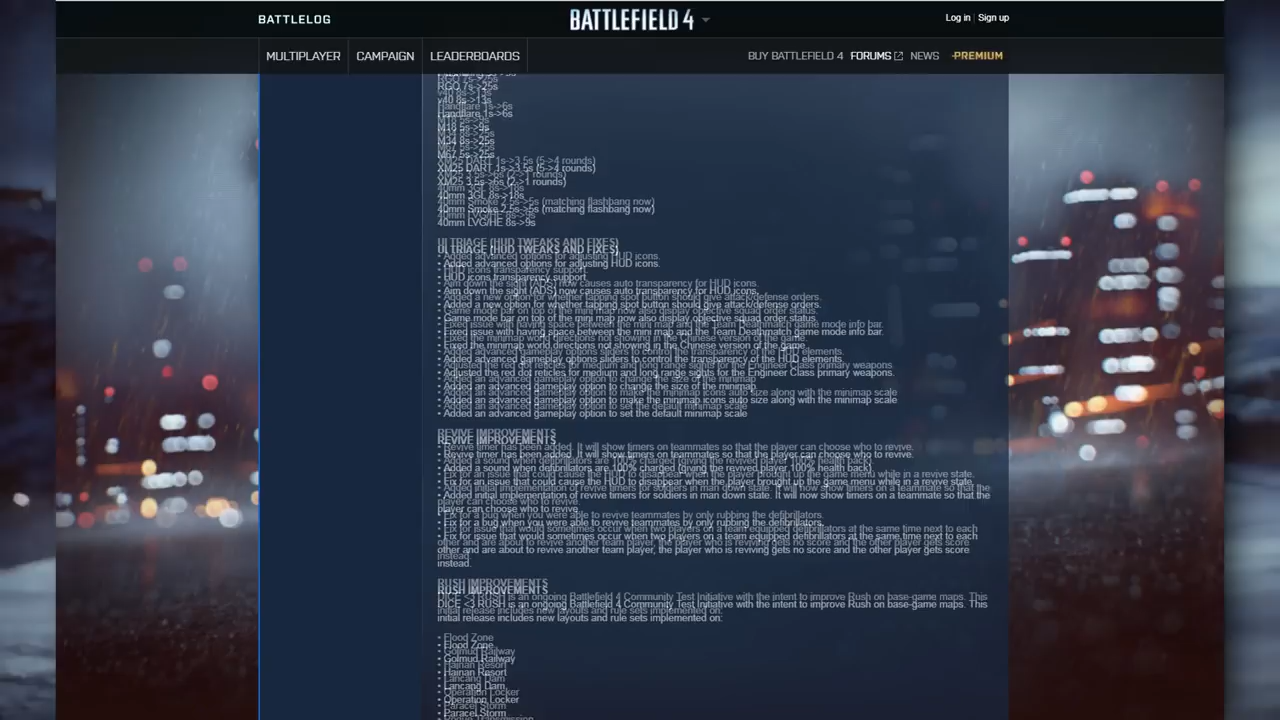 BATTLELOG
BATTLEFIELD 4
Log in Sign up
MULTIPLAYER CAMPAIGN LEADERBOARDS
BUY BATTLEFIELD 4 FORUMS NEWS PREMIUM
RGO 7s->25s
v40 8s->13s
Handflare 1s->6s
M18 5s->9s
M34 8s->25s
XM25 DART 1s->3.5s (5->4 rounds)
XM25 3.5s->6s (2->1 rounds)
40mm 3GL 8s->18s
40mm Smoke 2.5s->5s (matching flashbang now)
40mm LVG/HE 8s->9s
ULTRIAGE (HUD TWEAKS AND FIXES)
• Added advanced options for adjusting HUD icons.
• HUD icons transparency support.
• Aim down the sight (ADS) now causes auto transparency for HUD icons.
• Added a new option for whether tapping spot button should give attack/defense orders.
• Game mode bar on top of the mini map now also display objective squad order status.
• Fixed issue with having space between the mini map and the Team Deathmatch game mode info bar.
• Fixed the minimap world directions not showing in the Chinese version of the game.
• Added advanced gameplay options sliders to control the transparency of the HUD elements.
• Adjusted the red dot reticles for medium and long range sights for the Engineer Class primary weapons.
• Added an advanced gameplay option to change the size of the minimap
• Added an advanced gameplay option to make the minimap icons auto size along with the minimap scale
• Added an advanced gameplay option to set the default minimap scale
REVIVE IMPROVEMENTS
• Revive timer has been added. It will show timers on teammates so that the player can choose who to revive.
• Added a sound when defibrillators are 100% charged (giving the revived player 100% health back).
• Fix for an issue that could cause the HUD to disappear when the player brought up the game menu while in a revive state.
• Added initial implementation of revive timers for soldiers in man down state. It will now show timers on a teammate so that the
player can choose who to revive.
• Fix for a bug when you were able to revive teammates by only rubbing the defibrillators.
• Fix for issue that would sometimes occur when two players on a team equipped defibrillators at the same time next to each
other and are about to revive another team player, the player who is reviving gets no score and the other player gets score
instead.
RUSH IMPROVEMENTS
DICE <3 RUSH is an ongoing Battlefield 4 Community Test Initiative with the intent to improve Rush on base-game maps. This
initial release includes new layouts and rule sets implemented on:
• Flood Zone
• Golmud Railway
• Hainan Resort
• Lancang Dam
• Operation Locker
• Paracel Storm